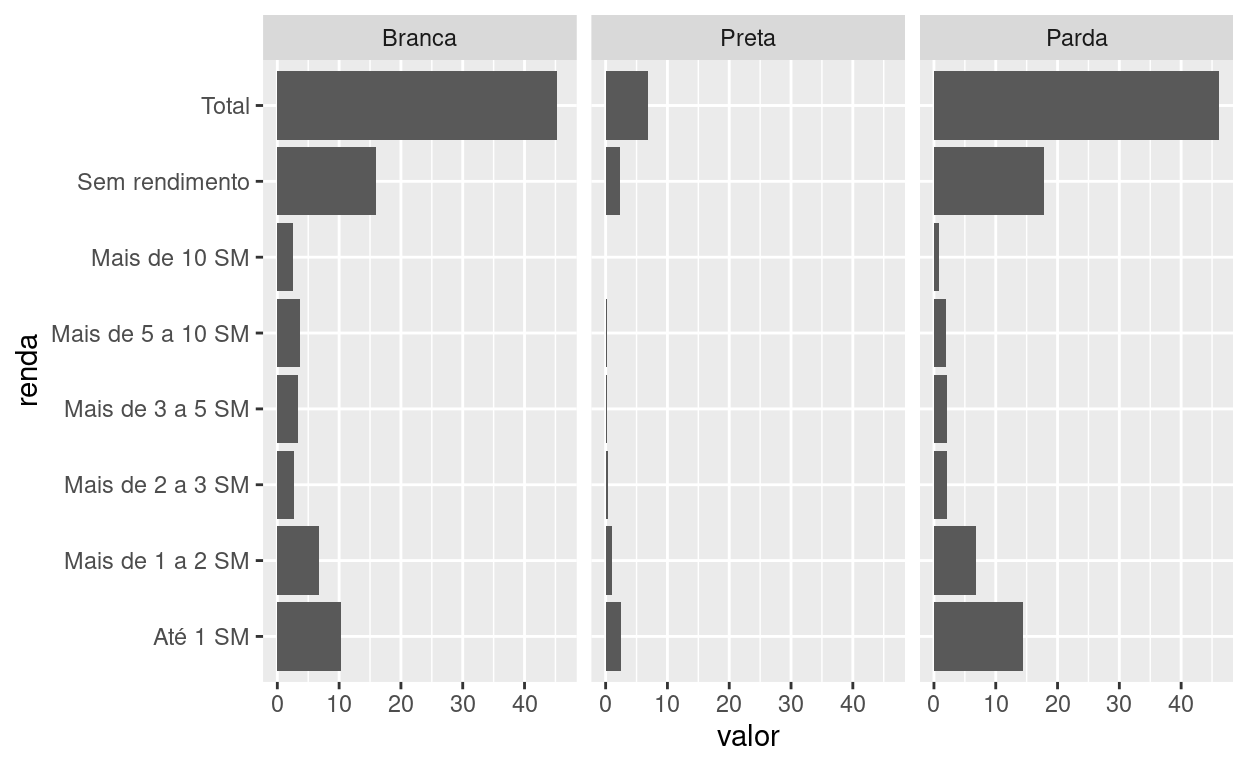 Branca
Preta
Parda
Total
Sem rendimento
Mais de 10 SM
Mais de 5 a 10 SM
Mais de 3 a 5 SM
Mais de 2 a 3 SM
Mais de 1 a 2 SM
Até 1 SM
renda
0 10 20 30 40
0 10 20 30 40
0 10 20 30 40
valor